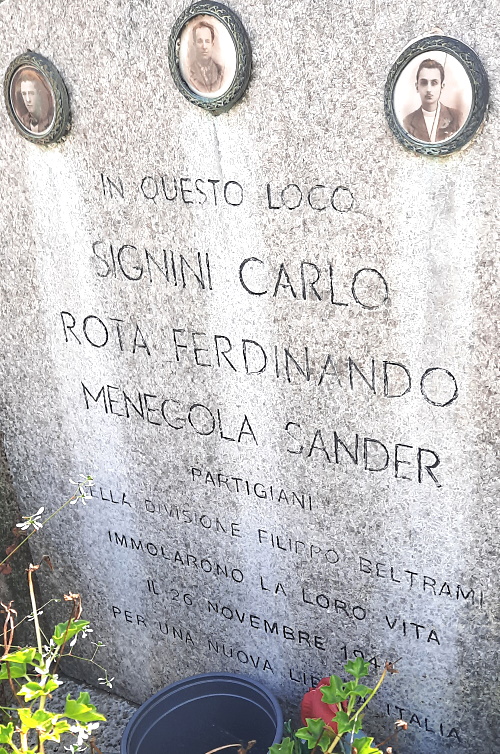 IN QUESTO LOCO
SIGNINI CARLO
ROTA FERDINANDO
MENEGOLA SANDER
PARTIGIANI
DIVISIONE FILIPPO BELTRAMI
IMMOLARONO LA LORO VITA
IL 26 NOVEMBRE
PER UNA NUOVA ITALIA